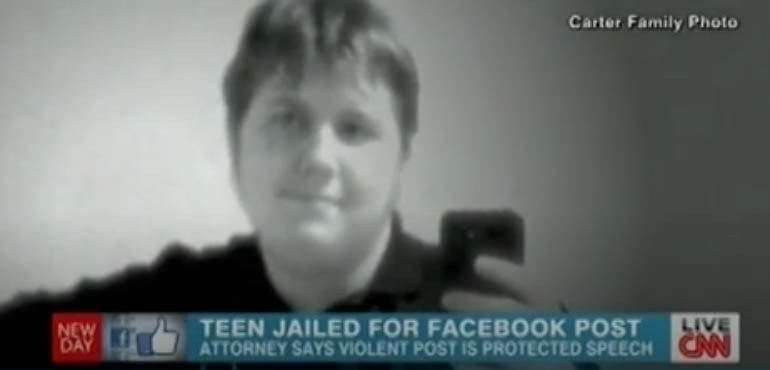 Carter Family Photo
NEW DAY
TEEN JAILED FOR FACEBOOK POST
ATTORNEY SAYS VIOLENT POST IS PROTECTED SPEECH
LIVE
CNN